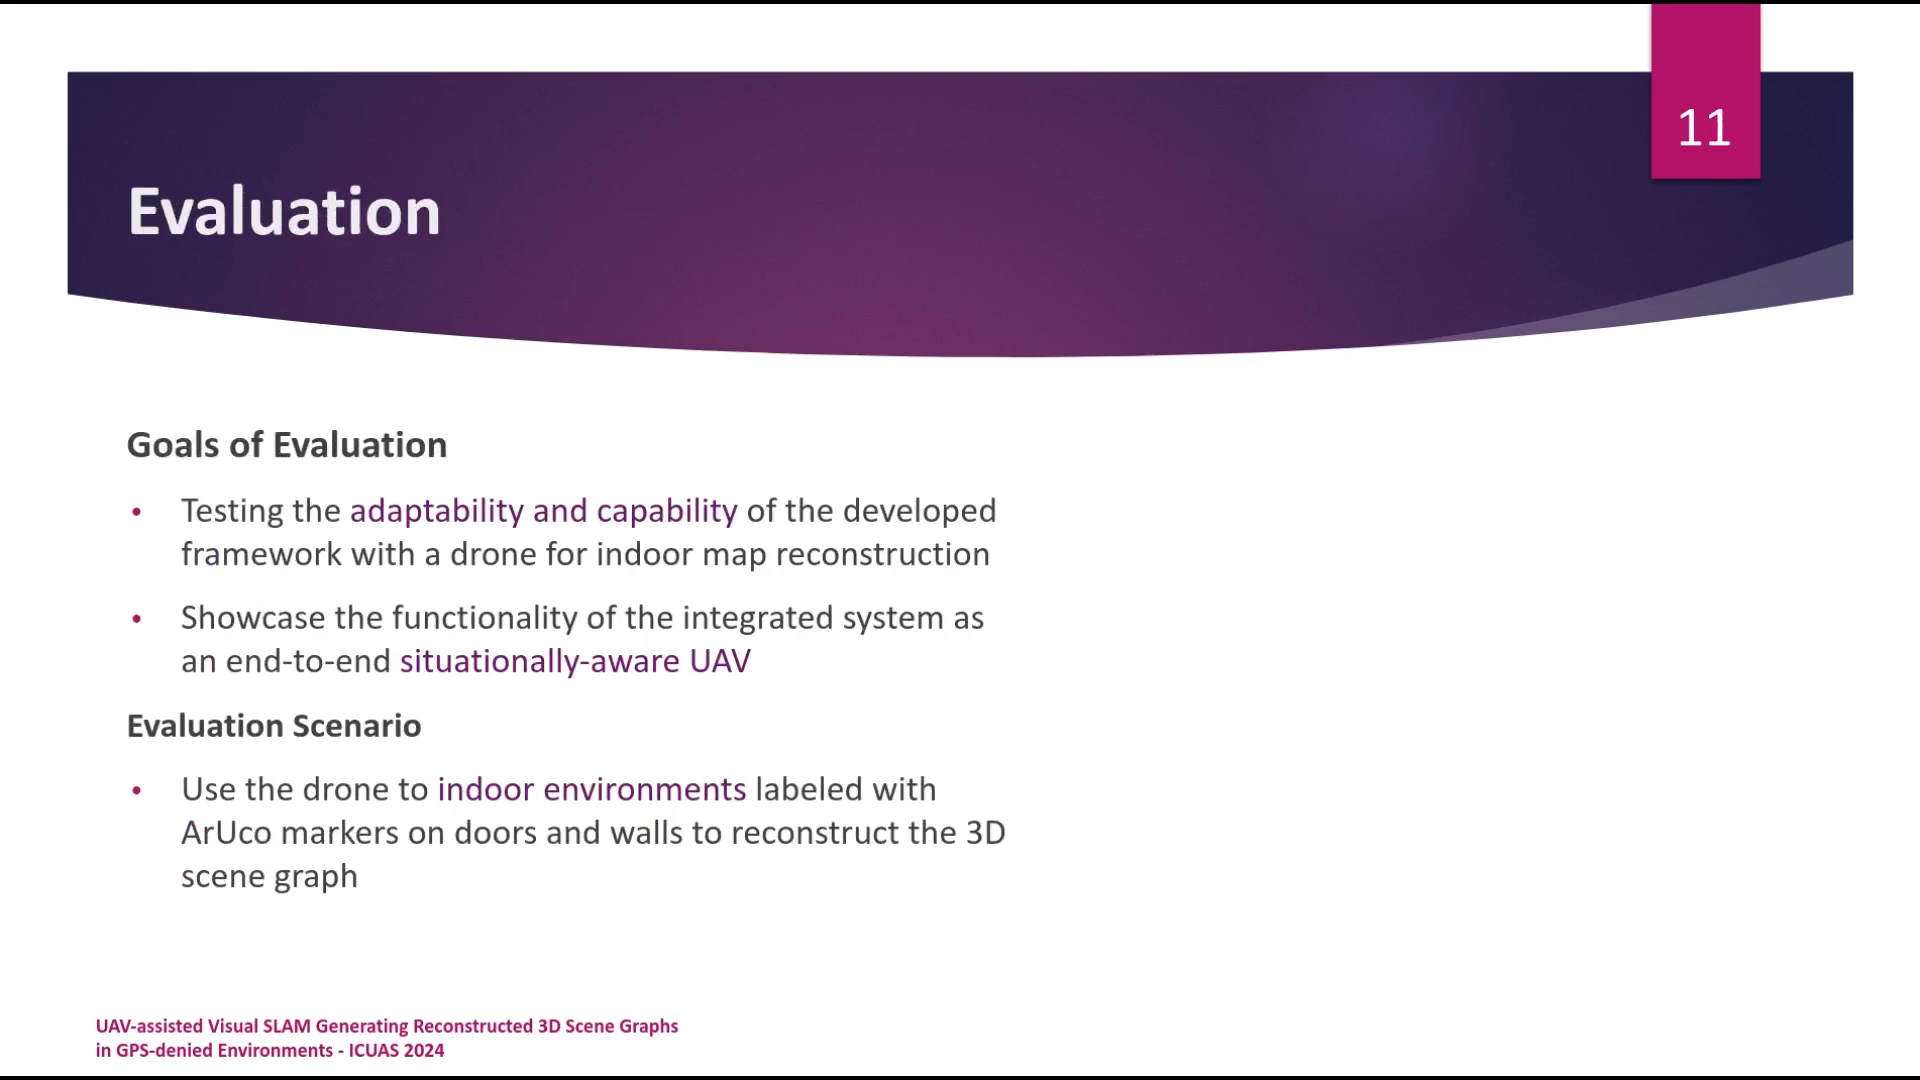 11
Evaluation
Goals of Evaluation
• Testing the adaptability and capability of the developed
framework with a drone for indoor map reconstruction
• Showcase the functionality of the integrated system as
an end-to-end situationally-aware UAV
Evaluation Scenario
• Use the drone to indoor environments labeled with
ArUco markers on doors and walls to reconstruct the 3D
scene graph
UAV-assisted Visual SLAM Generating Reconstructed 3D Scene Graphs
in GPS-denied Environments - ICUAS 2024